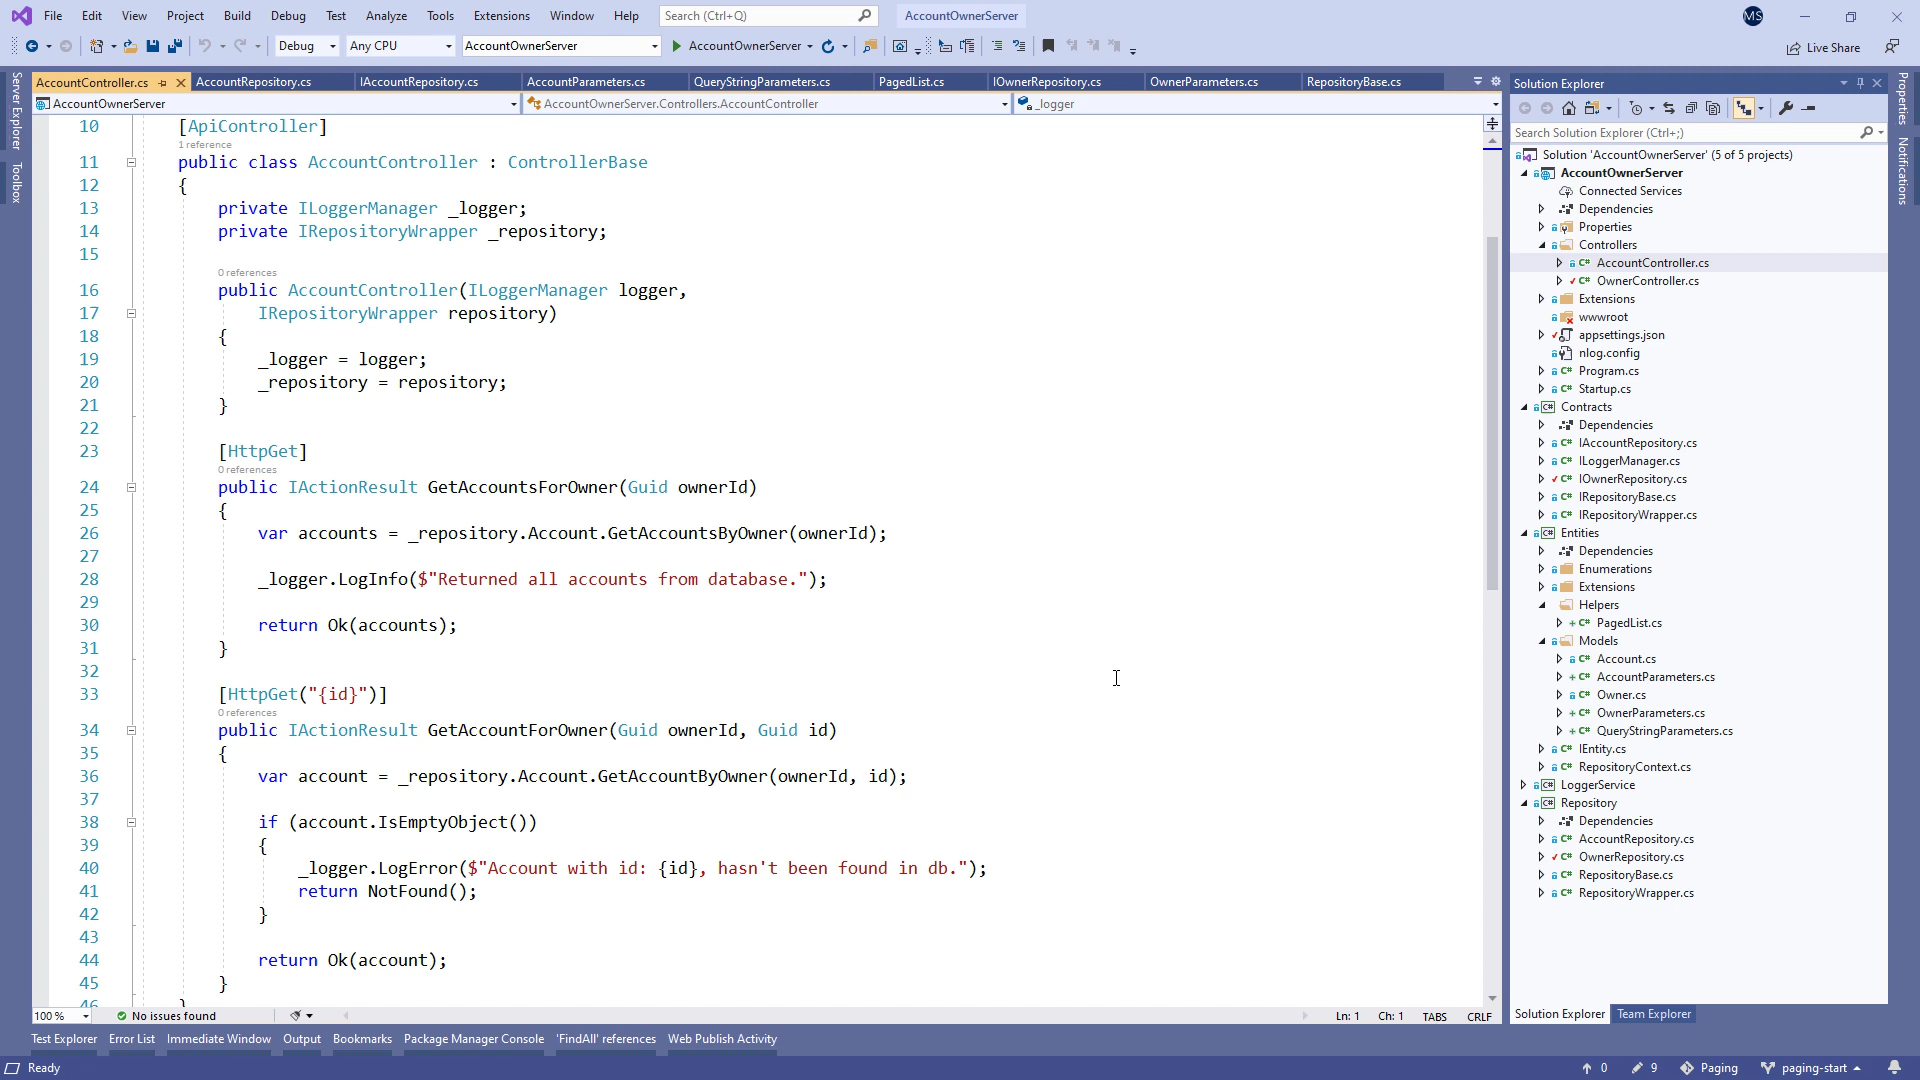 File Edit View Project Build Debug Test Analyze Tools Extensions Window Help Search (Ctrl+Q) AccountOwnerServer MS
Debug Any CPU AccountOwnerServer AccountOwnerServer Live Share
AccountController.cs AccountRepository.cs IAccountRepository.cs AccountParameters.cs QueryStringParameters.cs PagedList.cs IOwnerRepository.cs OwnerParameters.cs RepositoryBase.cs
AccountOwnerServer AccountOwnerServer.Controllers.AccountController _logger
Server Explorer
Toolbox
10 [ApiController]
1 reference
11 public class AccountController : ControllerBase
12 {
13 private ILoggerManager _logger;
14 private IRepositoryWrapper _repository;
15
0 references
16 public AccountController(ILoggerManager logger,
17 IRepositoryWrapper repository)
18 {
19 _logger = logger;
20 _repository = repository;
21 }
22
23 [HttpGet]
0 references
24 public IActionResult GetAccountsForOwner(Guid ownerId)
25 {
26 var accounts = _repository.Account.GetAccountsByOwner(ownerId);
27
28 _logger.LogInfo($"Returned all accounts from database.");
29
30 return Ok(accounts);
31 }
32
33 [HttpGet("{id}")]
0 references
34 public IActionResult GetAccountForOwner(Guid ownerId, Guid id)
35 {
36 var account = _repository.Account.GetAccountByOwner(ownerId, id);
37
38 if (account.IsEmptyObject())
39 {
40 _logger.LogError($"Account with id: {id}, hasn't been found in db.");
41 return NotFound();
42 }
43
44 return Ok(account);
45 }
46 }
100 % No issues found Ln: 1 Ch: 1 TABS CRLF
Solution Explorer
Search Solution Explorer (Ctrl+;)
Solution 'AccountOwnerServer' (5 of 5 projects)
AccountOwnerServer
Connected Services
Dependencies
Properties
Controllers
C# AccountController.cs
C# OwnerController.cs
Extensions
wwwroot
appsettings.json
nlog.config
C# Program.cs
C# Startup.cs
C# Contracts
Dependencies
C# IAccountRepository.cs
C# ILoggerManager.cs
C# IOwnerRepository.cs
C# IRepositoryBase.cs
C# IRepositoryWrapper.cs
C# Entities
Dependencies
Enumerations
Extensions
Helpers
C# PagedList.cs
Models
C# Account.cs
C# AccountParameters.cs
C# Owner.cs
C# OwnerParameters.cs
C# QueryStringParameters.cs
C# IEntity.cs
C# RepositoryContext.cs
C# LoggerService
C# Repository
Dependencies
C# AccountRepository.cs
C# OwnerRepository.cs
C# RepositoryBase.cs
C# RepositoryWrapper.cs
Solution Explorer Team Explorer
Properties
Notifications
Test Explorer Error List Immediate Window Output Bookmarks Package Manager Console 'FindAll' references Web Publish Activity
Ready 0 9 Paging paging-start